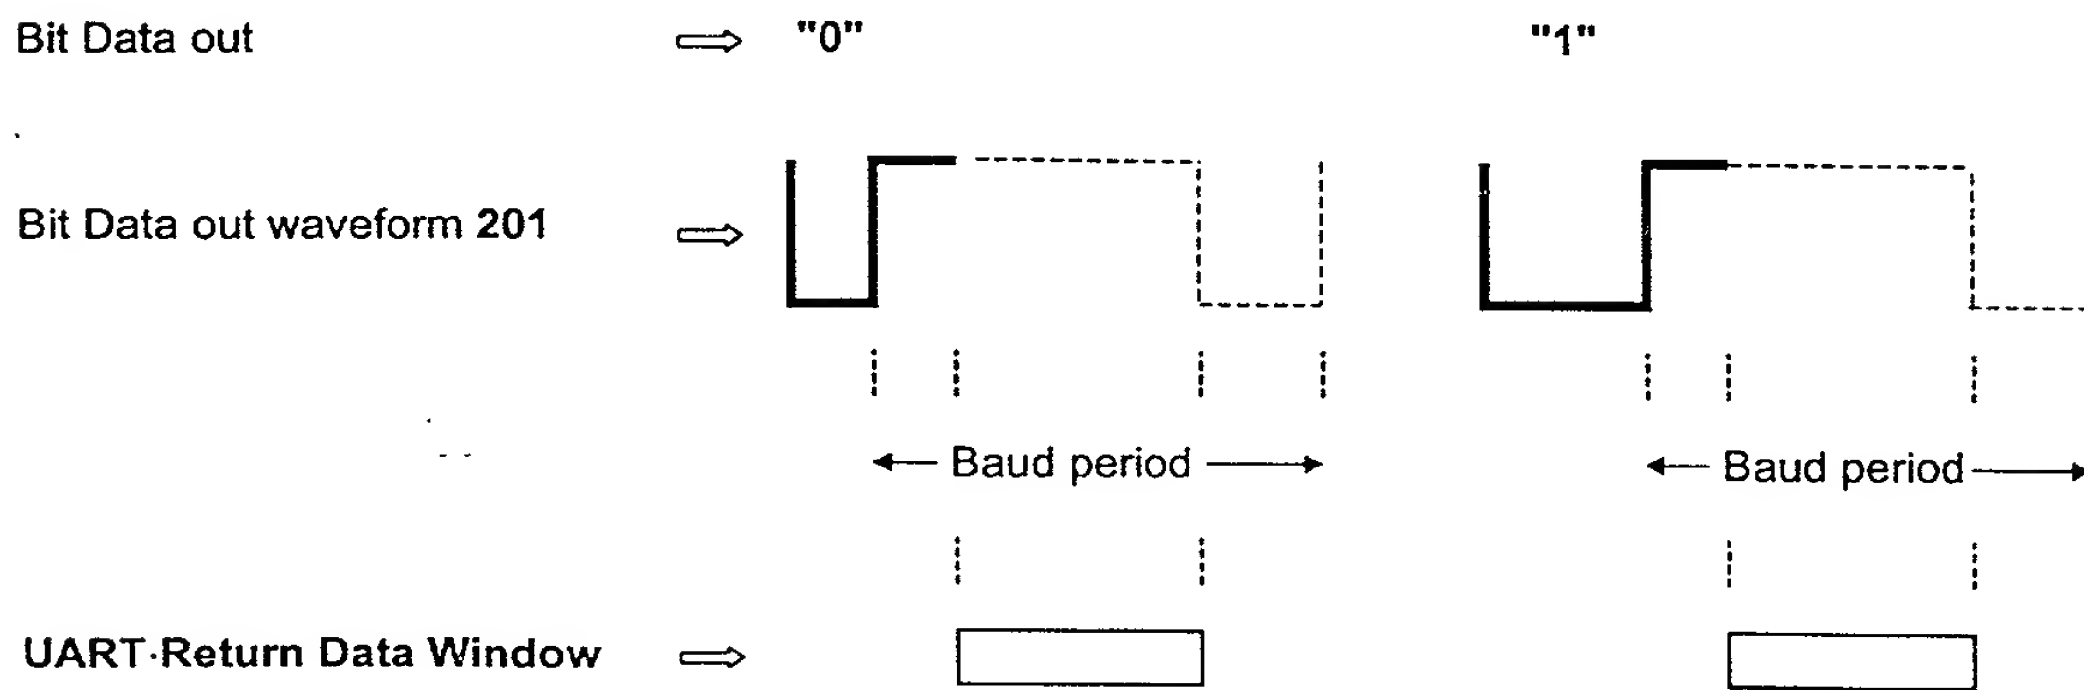 Bit Data out ⇨ "0" "1"
Bit Data out waveform 201 ⇨
Baud period Baud period
UART Return Data Window ⇨